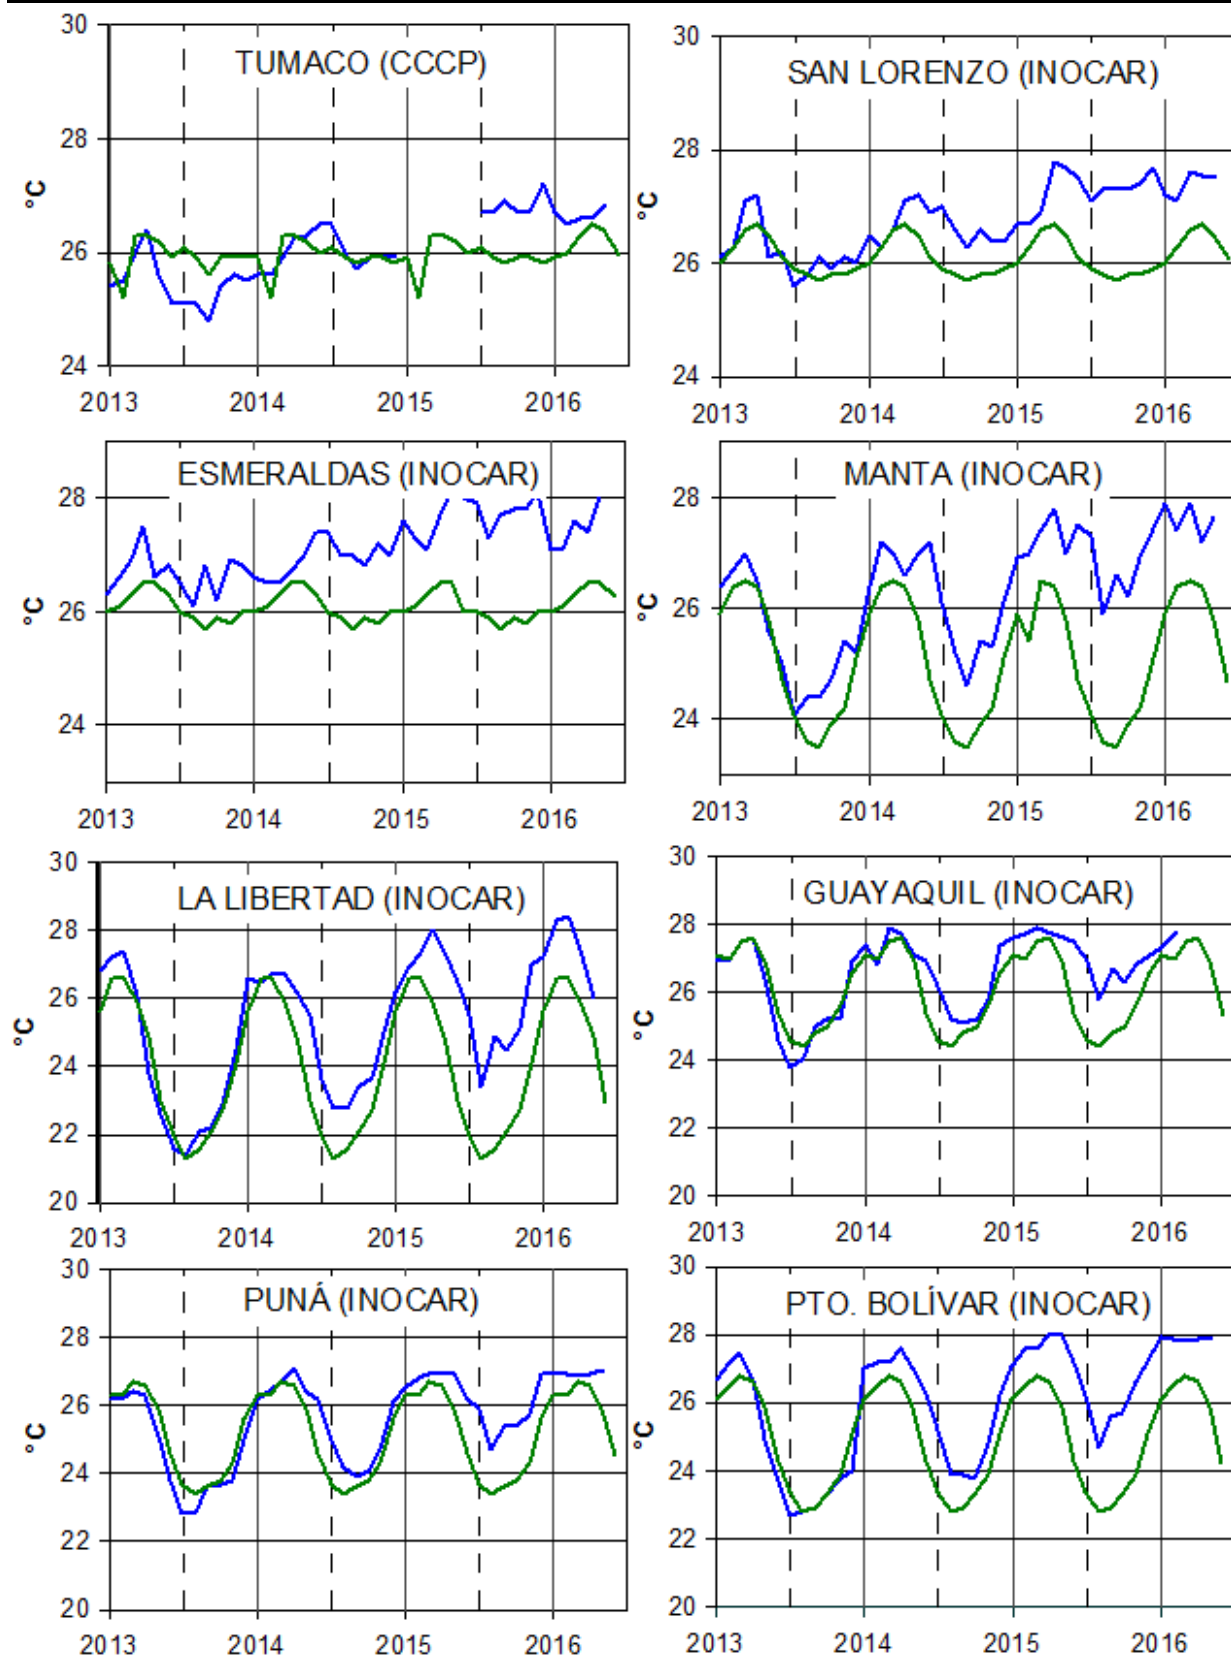 30
TUMACO (CCCP)
28
°C
26
24
2013 2014 2015 2016
30
SAN LORENZO (INOCAR)
28
°C
26
24
2013 2014 2015 2016
ESMERALDAS (INOCAR)
28
°C
26
24
2013 2014 2015 2016
MANTA (INOCAR)
28
°C
26
24
2013 2014 2015 2016
30
LA LIBERTAD (INOCAR)
28
26
°C
24
22
20
2013 2014 2015 2016
30
GUAYAQUIL (INOCAR)
28
26
°C
24
22
20
2013 2014 2015 2016
30
PUNÁ (INOCAR)
28
26
°C
24
22
20
2013 2014 2015 2016
30
PTO. BOLÍVAR (INOCAR)
28
26
°C
24
22
20
2013 2014 2015 2016